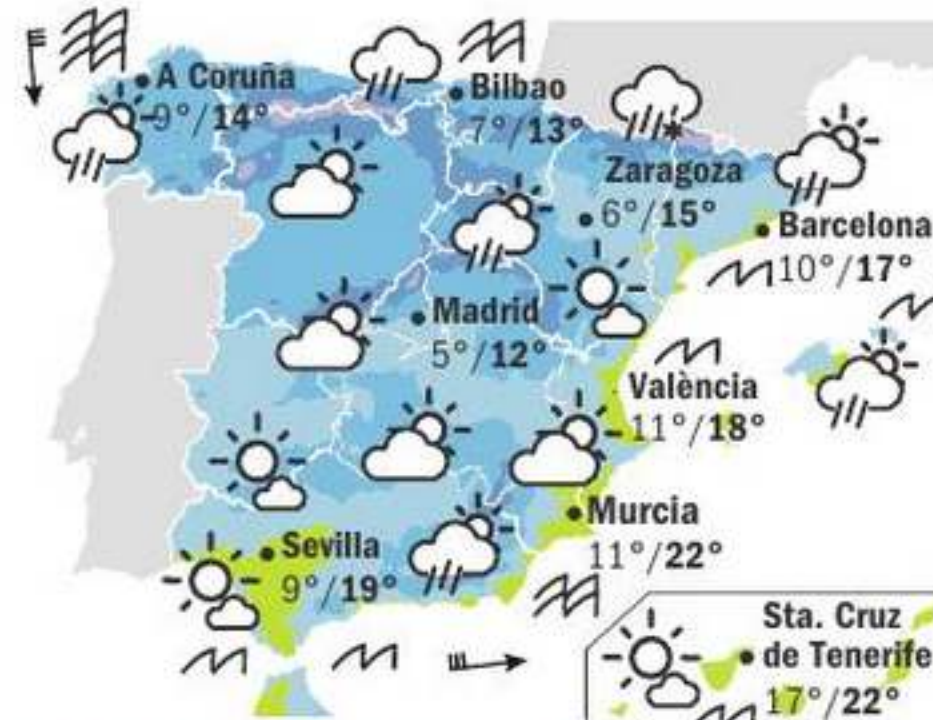 A Coruña
9°/14°
Bilbao
7°/13°
Zaragoza
6°/15°
Barcelona
10°/17°
Madrid
5°/12°
València
11°/18°
Murcia
11°/22°
Sevilla
9°/19°
Sta. Cruz
de Tenerife
17°/22°